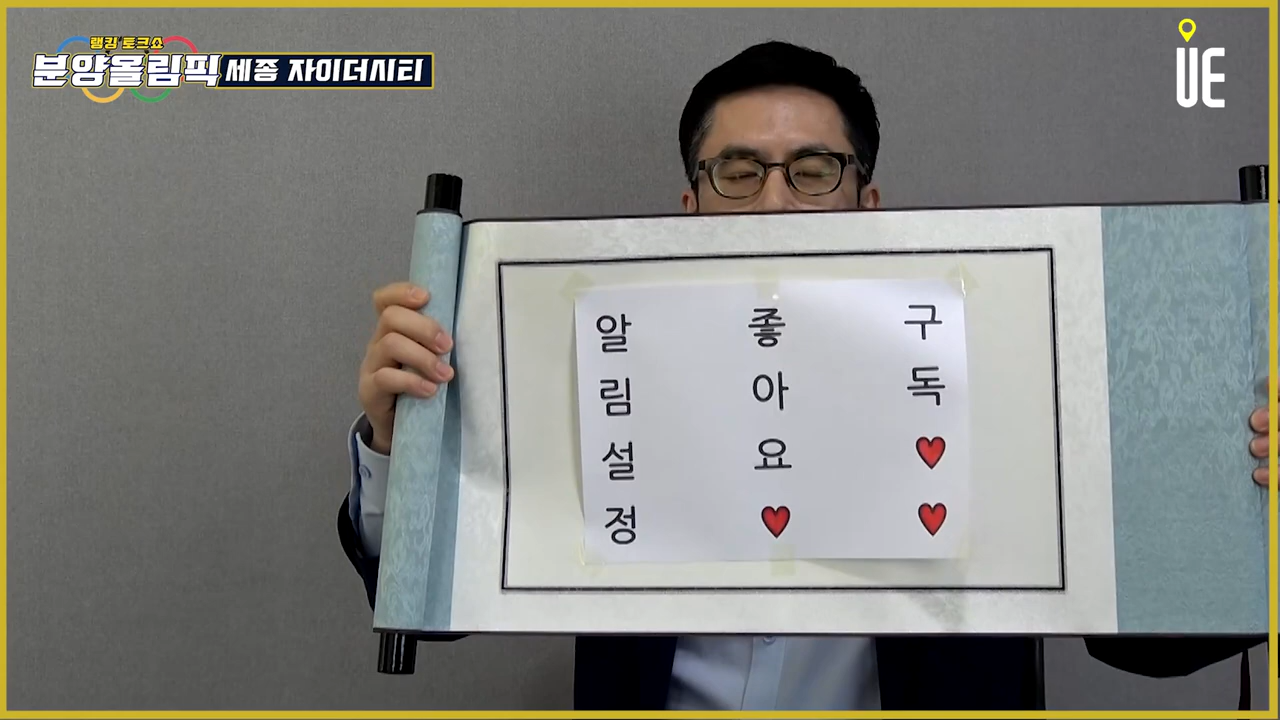 랭킹 토크쇼
분양올림픽 세종 자이더시티
UE
구독♥♥
좋아요♥
알림설정